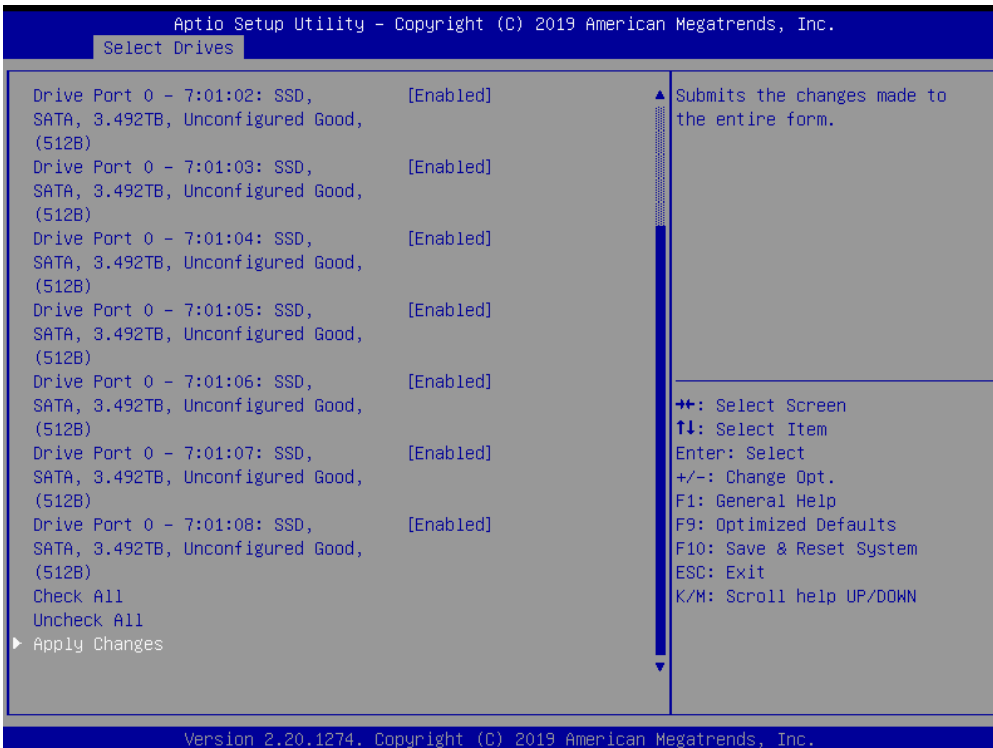 Aptio Setup Utility – Copyright (C) 2019 American Megatrends, Inc.
Select Drives
Drive Port 0 – 7:01:02: SSD, [Enabled]
SATA, 3.492TB, Unconfigured Good,
(512B)
Drive Port 0 – 7:01:03: SSD, [Enabled]
SATA, 3.492TB, Unconfigured Good,
(512B)
Drive Port 0 – 7:01:04: SSD, [Enabled]
SATA, 3.492TB, Unconfigured Good,
(512B)
Drive Port 0 – 7:01:05: SSD, [Enabled]
SATA, 3.492TB, Unconfigured Good,
(512B)
Drive Port 0 – 7:01:06: SSD, [Enabled]
SATA, 3.492TB, Unconfigured Good,
(512B)
Drive Port 0 – 7:01:07: SSD, [Enabled]
SATA, 3.492TB, Unconfigured Good,
(512B)
Drive Port 0 – 7:01:08: SSD, [Enabled]
SATA, 3.492TB, Unconfigured Good,
(512B)
Check All
Uncheck All
Apply Changes
Submits the changes made to
the entire form.
→←: Select Screen
↑↓: Select Item
Enter: Select
+/-: Change Opt.
F1: General Help
F9: Optimized Defaults
F10: Save & Reset System
ESC: Exit
K/M: Scroll help UP/DOWN
Version 2.20.1274. Copyright (C) 2019 American Megatrends, Inc.